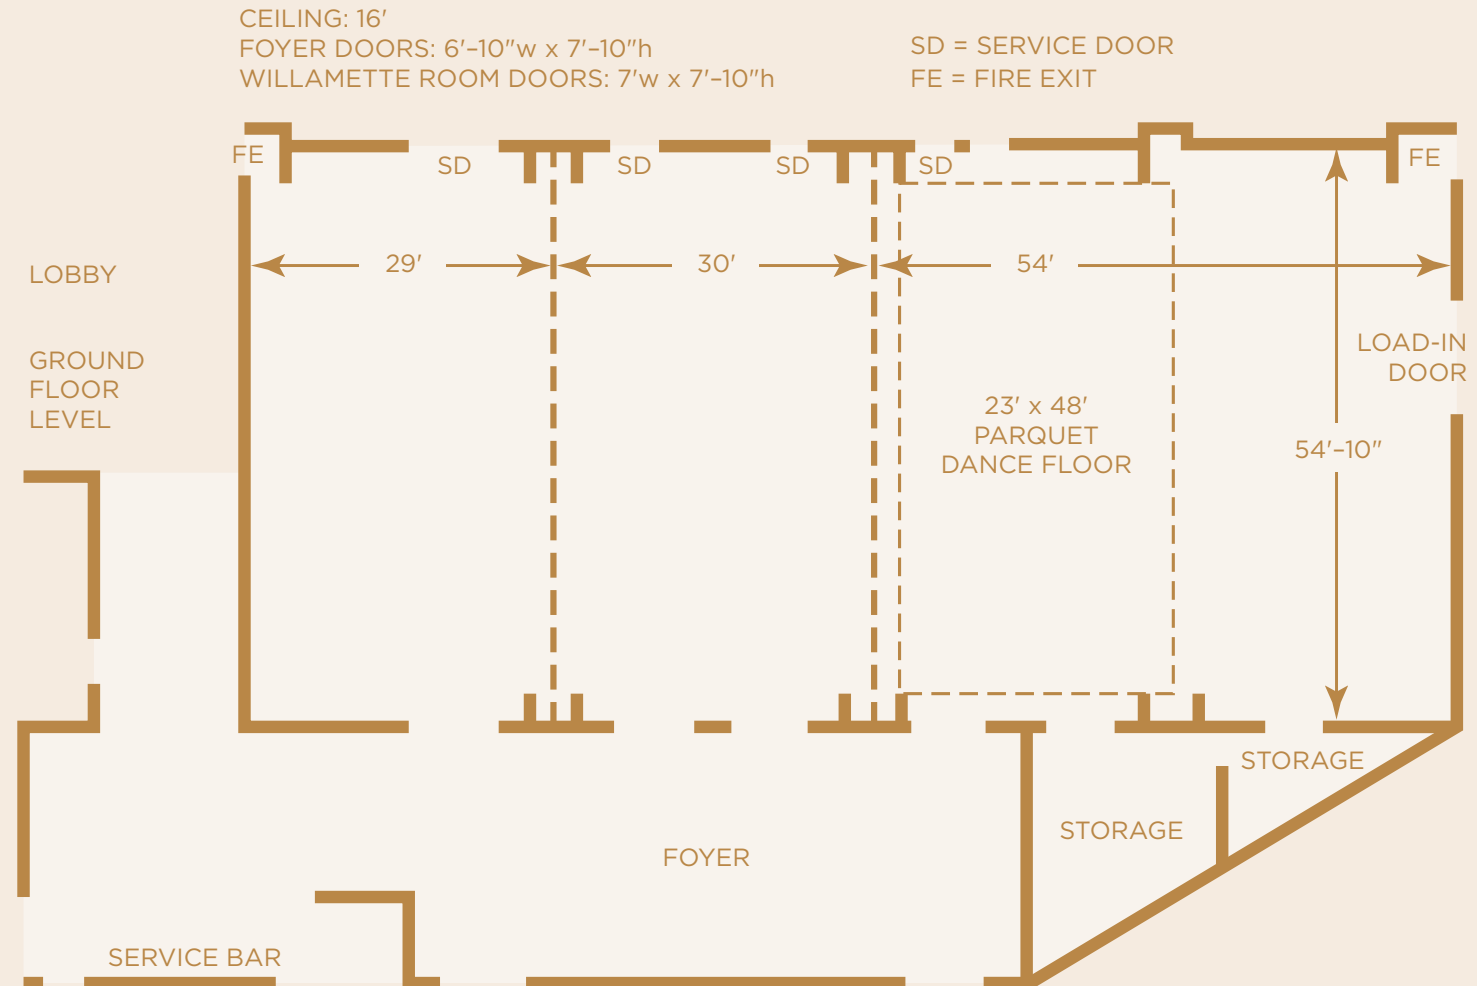 CEILING: 16'
FOYER DOORS: 6'–10"w x 7'–10"h
WILLAMETTE ROOM DOORS: 7'w x 7'–10"h
SD = SERVICE DOOR
FE = FIRE EXIT
FE
SD
SD
SD
SD
FE
LOBBY
29'
30'
54'
GROUND
FLOOR
LEVEL
LOAD-IN
DOOR
23' x 48'
PARQUET
DANCE FLOOR
54'–10"
STORAGE
STORAGE
FOYER
SERVICE BAR